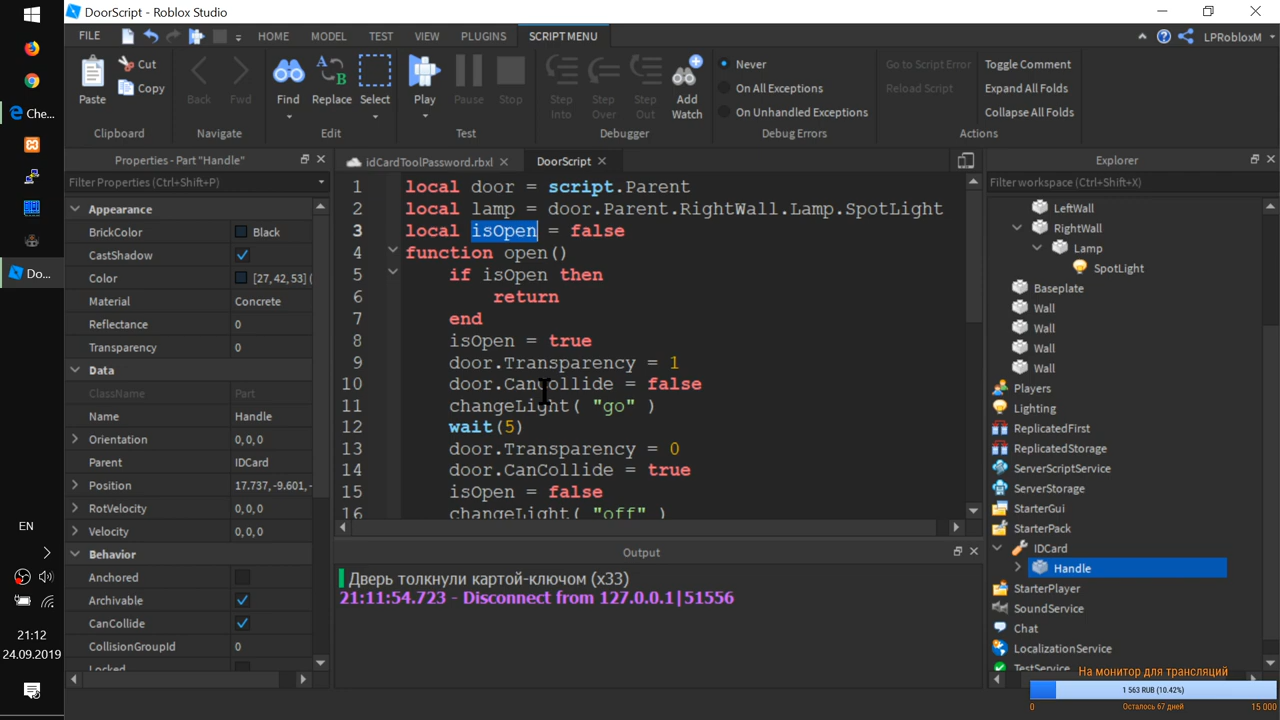 DoorScript - Roblox Studio
FILE HOME MODEL TEST VIEW PLUGINS SCRIPT MENU LPRobloxM
Paste Cut Copy Back Fwd Find Replace Select Play Pause Stop Step Into Step Over Step Out Add Watch Never On All Exceptions On Unhandled Exceptions Go to Script Error Reload Script Toggle Comment Expand All Folds Collapse All Folds
Clipboard Navigate Edit Test Debugger Debug Errors Actions
Che...
Do...
EN
21:12
24.09.2019
Properties - Part "Handle"
Filter Properties (Ctrl+Shift+P)
Appearance
BrickColor Black
CastShadow
Color [27, 42, 53] (
Material Concrete
Reflectance 0
Transparency 0
Data
ClassName Part
Name Handle
Orientation 0, 0, 0
Parent IDCard
Position 17.737, -9.601, -
RotVelocity 0, 0, 0
Velocity 0, 0, 0
Behavior
Anchored
Archivable
CanCollide
CollisionGroupId 0
Locked
idCardToolPassword.rbxl DoorScript
1 local door = script.Parent
2 local lamp = door.Parent.RightWall.Lamp.SpotLight
3 local isOpen = false
4 function open()
5 if isOpen then
6 return
7 end
8 isOpen = true
9 door.Transparency = 1
10 door.CanCollide = false
11 changeLight( "go" )
12 wait(5)
13 door.Transparency = 0
14 door.CanCollide = true
15 isOpen = false
16 changeLight( "off" )
Output
Дверь толкнули картой-ключом (x33)
21:11:54.723 - Disconnect from 127.0.0.1|51556
Explorer
Filter workspace (Ctrl+Shift+X)
LeftWall
RightWall
Lamp
SpotLight
Baseplate
Wall
Wall
Wall
Wall
Players
Lighting
ReplicatedFirst
ReplicatedStorage
ServerScriptService
ServerStorage
StarterGui
StarterPack
IDCard
Handle
StarterPlayer
SoundService
Chat
LocalizationService
TestService
На монитор для трансляций
1 563 RUB (10.42%)
0 Осталось 67 дней 15 000